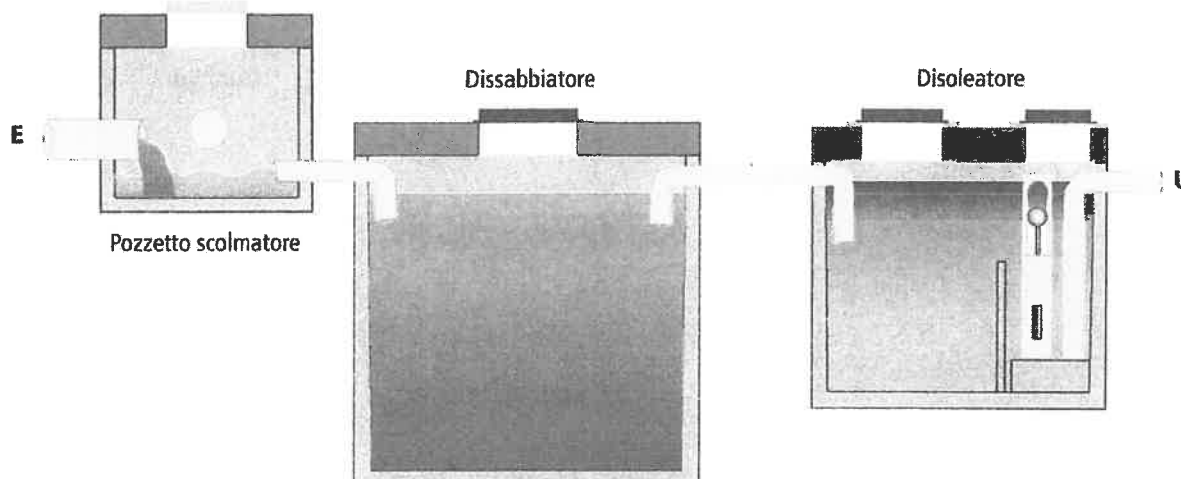 Dissabbiatore
Disoleatore
E
U
Pozzetto scolmatore